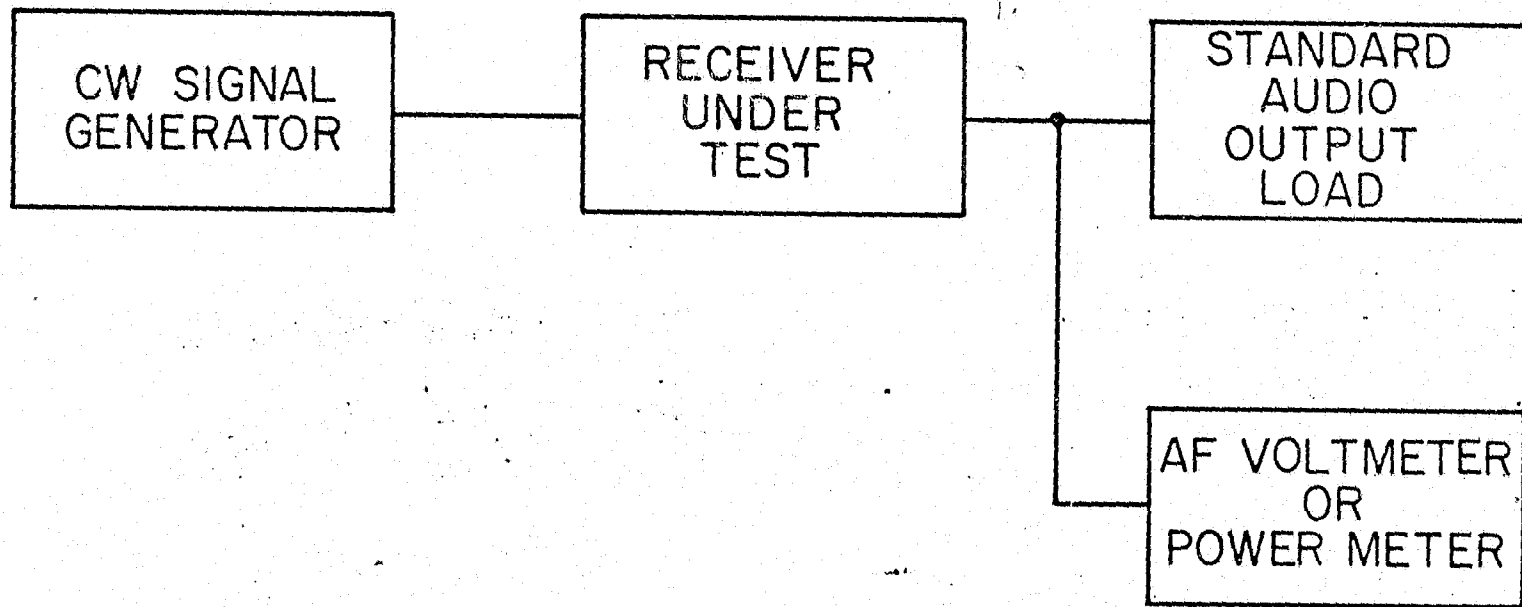 CW SIGNAL
GENERATOR
RECEIVER
UNDER
TEST
STANDARD
AUDIO
OUTPUT
LOAD
AF VOLTMETER
OR
POWER METER